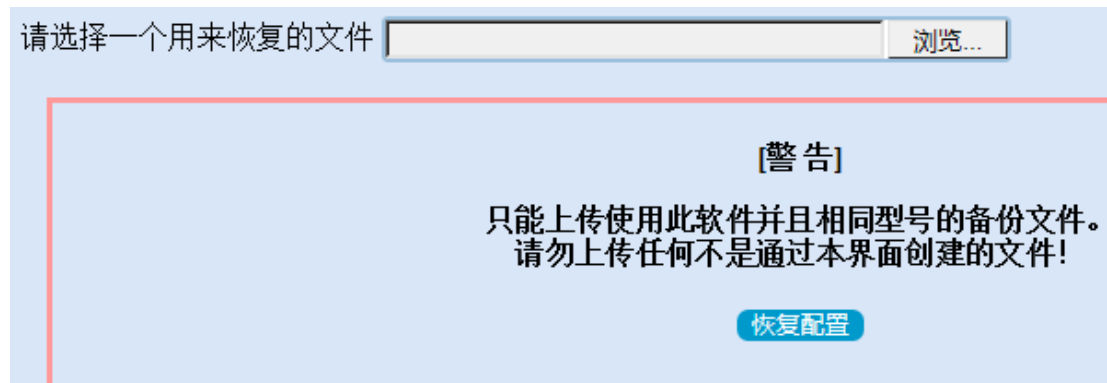 请选择一个用来恢复的文件 浏览...
[警 告]
只能上传使用此软件并且相同型号的备份文件。
请勿上传任何不是通过本界面创建的文件!
恢复配置